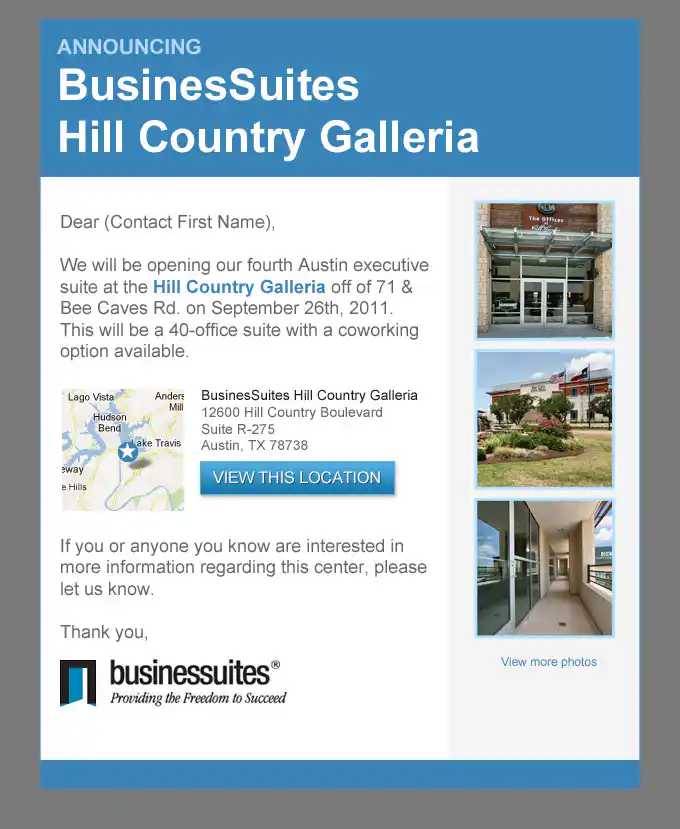 ANNOUNCING
BusinesSuites
Hill Country Galleria
Dear (Contact First Name),
We will be opening our fourth Austin executive
suite at the Hill Country Galleria off of 71 &
Bee Caves Rd. on September 26th, 2011.
This will be a 40-office suite with a coworking
option available.
Lago Vista
Anders
Mill
Hudson
Bend
Lake Travis
eway
e Hills
BusinesSuites Hill Country Galleria
12600 Hill Country Boulevard
Suite R-275
Austin, TX 78738
VIEW THIS LOCATION
If you or anyone you know are interested in
more information regarding this center, please
let us know.
Thank you,
businessuites®
Providing the Freedom to Succeed
The Offices
View more photos